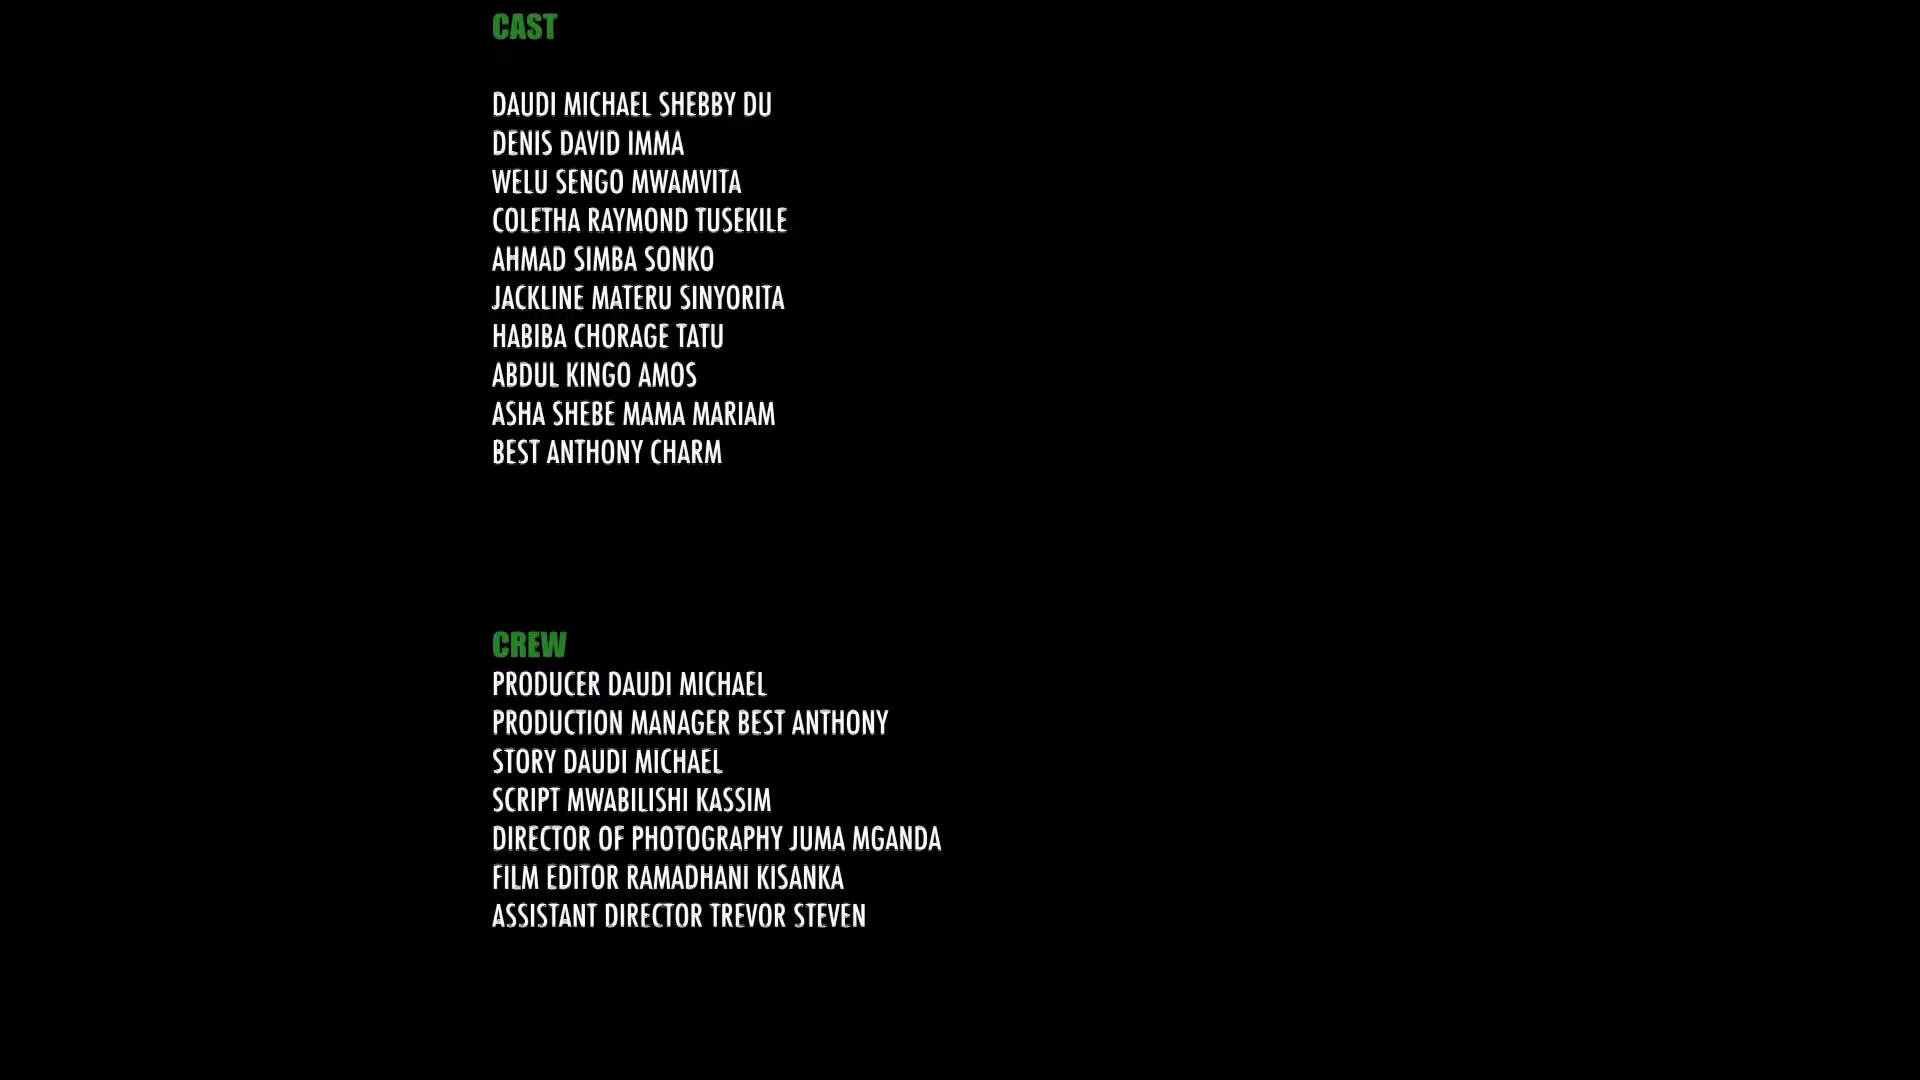 CAST
DAUDI MICHAEL SHEBBY DU
DENIS DAVID IMMA
WELU SENGO MWAMVITA
COLETHA RAYMOND TUSEKILE
AHMAD SIMBA SONKO
JACKLINE MATERU SINYORITA
HABIBA CHORAGE TATU
ABDUL KINGO AMOS
ASHA SHEBE MAMA MARIAM
BEST ANTHONY CHARM
CREW
PRODUCER DAUDI MICHAEL
PRODUCTION MANAGER BEST ANTHONY
STORY DAUDI MICHAEL
SCRIPT MWABILISHI KASSIM
DIRECTOR OF PHOTOGRAPHY JUMA MGANDA
FILM EDITOR RAMADHANI KISANKA
ASSISTANT DIRECTOR TREVOR STEVEN